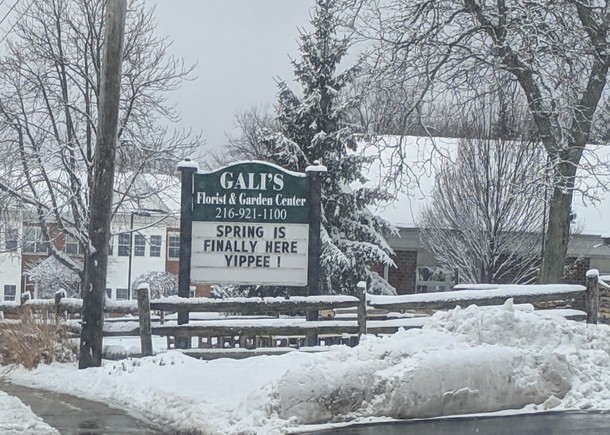 GALI'S
Florist & Garden Center
216-921-1100
SPRING IS
FINALLY HERE
YIPPEE !